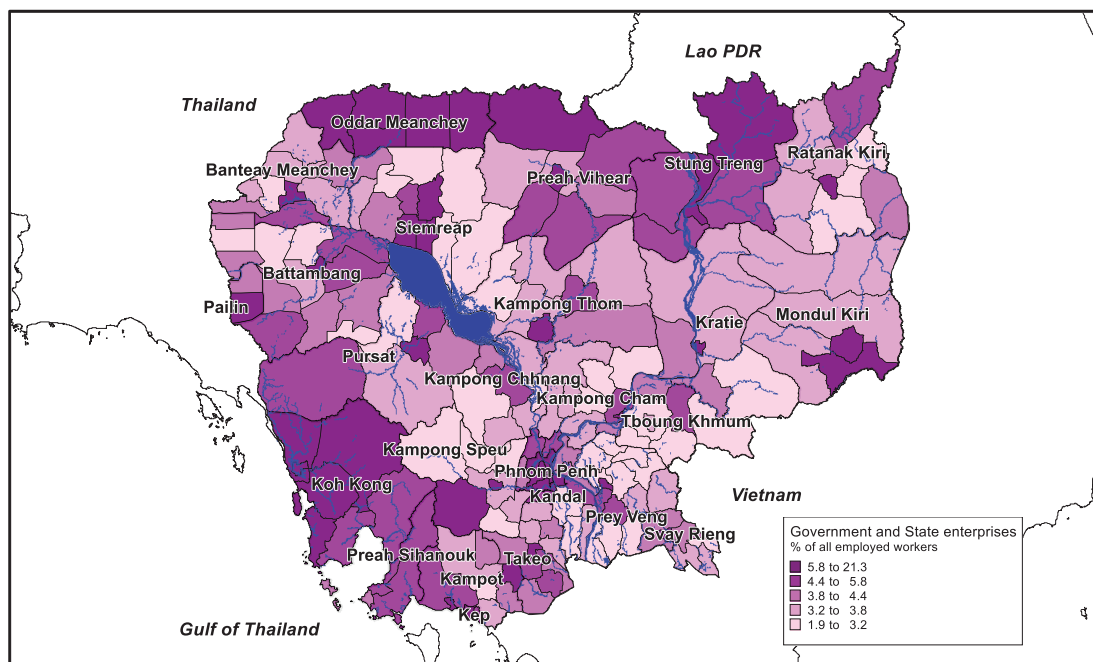 Lao PDR
Thailand
Oddar Meanchey
Stung Treng
Ratanak Kiri
Banteay Meanchey
Preah Vihear
Siemreap
Battambang
Pailin
Kampong Thom
Mondul Kiri
Kratie
Pursat
Kampong Chhnang
Kampong Cham
Tboung Khmum
Kampong Speu
Phnom Penh
Koh Kong
Kandal
Vietnam
Prey Veng
Svay Rieng
Preah Sihanouk
Takeo
Kampot
Kep
Gulf of Thailand
Government and State enterprises
% of all employed workers
5.8 to 21.3
4.4 to 5.8
3.8 to 4.4
3.2 to 3.8
1.9 to 3.2